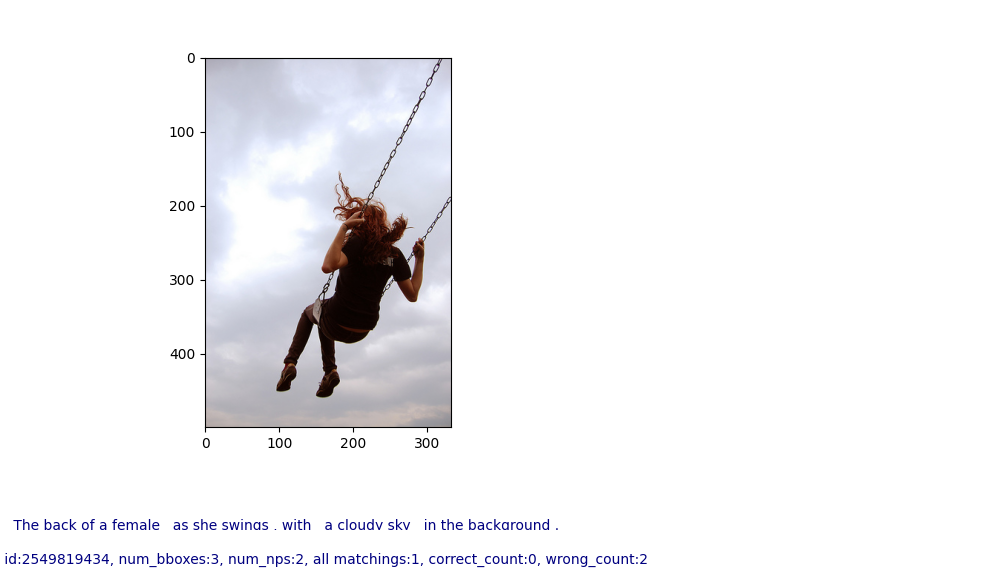 0
100
200
300
400
0 100 200 300
The back of a female as she swings . with a cloudy sky in the background .
id:2549819434, num_bboxes:3, num_nps:2, all matchings:1, correct_count:0, wrong_count:2